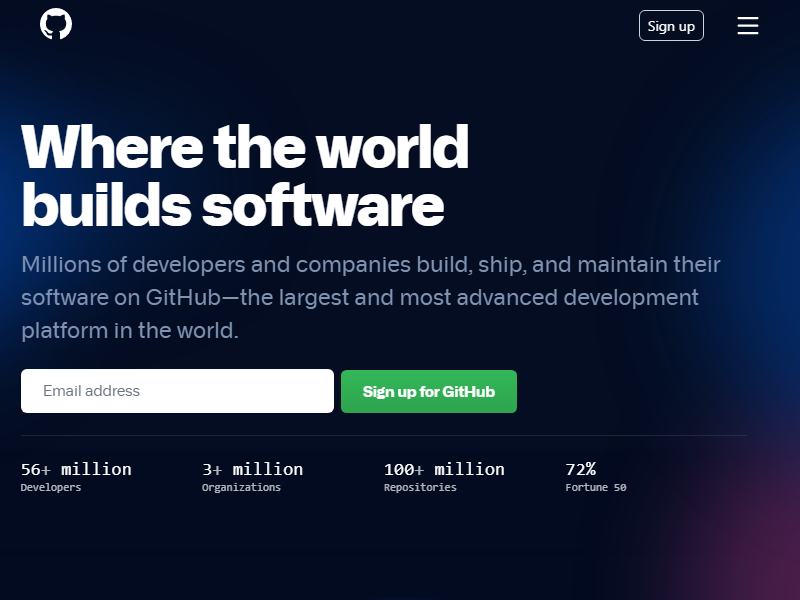 Sign up
Where the world
builds software
Millions of developers and companies build, ship, and maintain their
software on GitHub—the largest and most advanced development
platform in the world.
Email address
Sign up for GitHub
56+ million
Developers
3+ million
Organizations
100+ million
Repositories
72%
Fortune 50